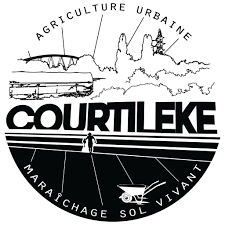 AGRICULTURE URBAINE
COURTILEKE
MARAÎCHAGE SOL VIVANT